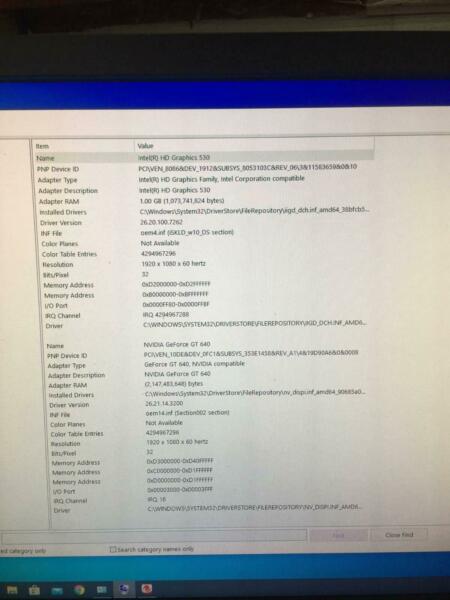 Item Value
Name Intel(R) HD Graphics 530
PNP Device ID PCI\VEN_8086&DEV_1912&SUBSYS_8053103C&REV_06\3&11583659&0&10
Adapter Type Intel(R) HD Graphics Family, Intel Corporation compatible
Adapter Description Intel(R) HD Graphics 530
Adapter RAM 1.00 GB (1,073,741,824 bytes)
Installed Drivers C:\Windows\System32\DriverStore\FileRepository\iigd_dch.inf_amd64_38bfcb5...
Driver Version 26.20.100.7262
INF File oem4.inf (iSKLD_w10_DS section)
Color Planes Not Available
Color Table Entries 4294967296
Resolution 1920 x 1080 x 60 hertz
Bits/Pixel 32
Memory Address 0xD2000000-0xD2FFFFFF
Memory Address 0xB0000000-0xBFFFFFFF
I/O Port 0x0000FF80-0x0000FFBF
IRQ Channel IRQ 4294967288
Driver C:\WINDOWS\SYSTEM32\DRIVERSTORE\FILEREPOSITORY\IIGD_DCH.INF_AMD6...
Name NVIDIA GeForce GT 640
PNP Device ID PCI\VEN_10DE&DEV_0FC1&SUBSYS_353E1458&REV_A1\4&19D90A6&0&0008
Adapter Type GeForce GT 640, NVIDIA compatible
Adapter Description NVIDIA GeForce GT 640
Adapter RAM (2,147,483,648) bytes
Installed Drivers C:\Windows\System32\DriverStore\FileRepository\nv_dispi.inf_amd64_90685a0...
Driver Version 26.21.14.3200
INF File oem14.inf (Section002 section)
Color Planes Not Available
Color Table Entries 4294967296
Resolution 1920 x 1080 x 60 hertz
Bits/Pixel 32
Memory Address 0xD3000000-0xD40FFFFF
Memory Address 0xC0000000-0xD1FFFFFF
Memory Address 0xD0000000-0xD1FFFFFF
I/O Port 0x00003000-0x00003FFF
IRQ Channel IRQ 16
Driver C:\WINDOWS\SYSTEM32\DRIVERSTORE\FILEREPOSITORY\NV_DISPI.INF_AMD6...
Find Close Find
ed category only Search category names only